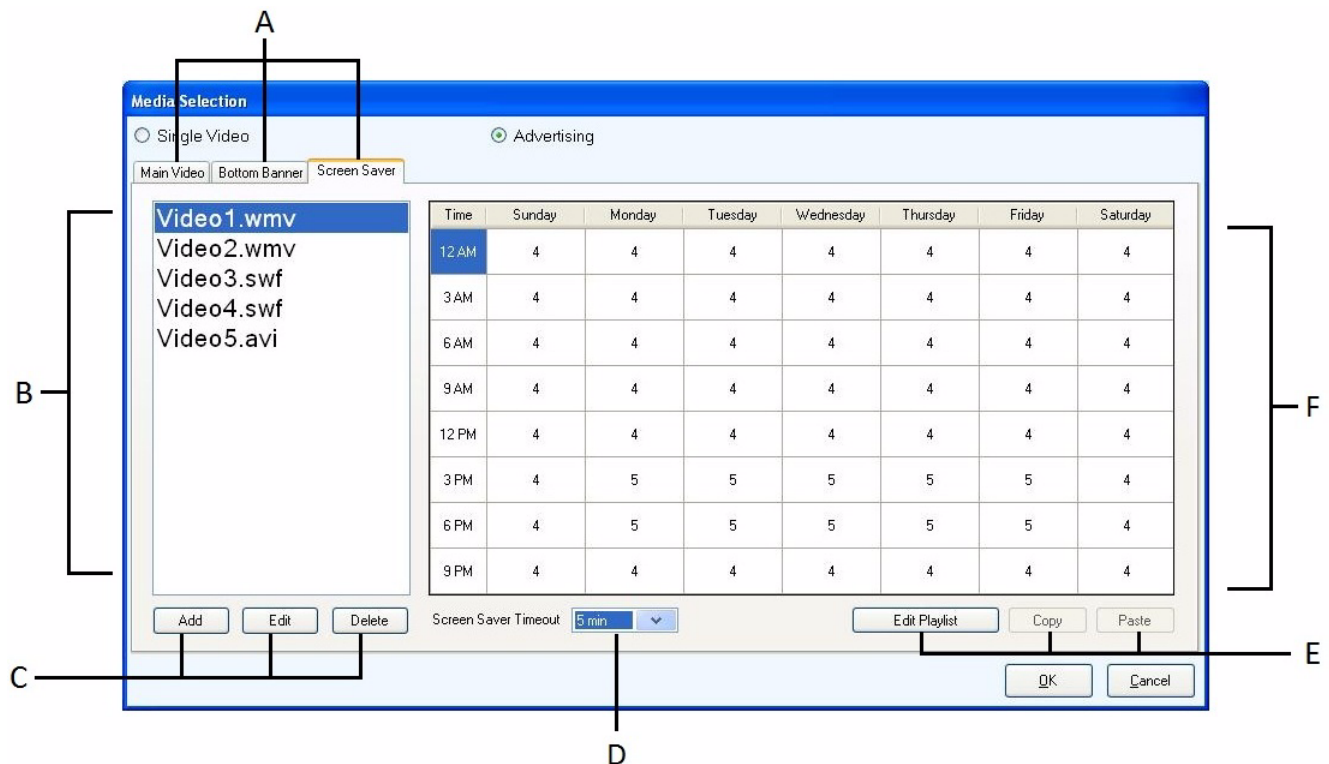 A
Media Selection
Single Video Advertising
Main Video Bottom Banner Screen Saver
Video1.wmv
Video2.wmv
Video3.swf
Video4.swf
Video5.avi
Time Sunday Monday Tuesday Wednesday Thursday Friday Saturday
12 AM 4 4 4 4 4 4 4
3 AM 4 4 4 4 4 4 4
6 AM 4 4 4 4 4 4 4
9 AM 4 4 4 4 4 4 4
12 PM 4 4 4 4 4 4 4
3 PM 4 5 5 5 5 5 4
6 PM 4 5 5 5 5 5 4
9 PM 4 4 4 4 4 4 4
B
F
Add Edit Delete Screen Saver Timeout 5 min Edit Playlist Copy Paste
E
C
OK Cancel
D